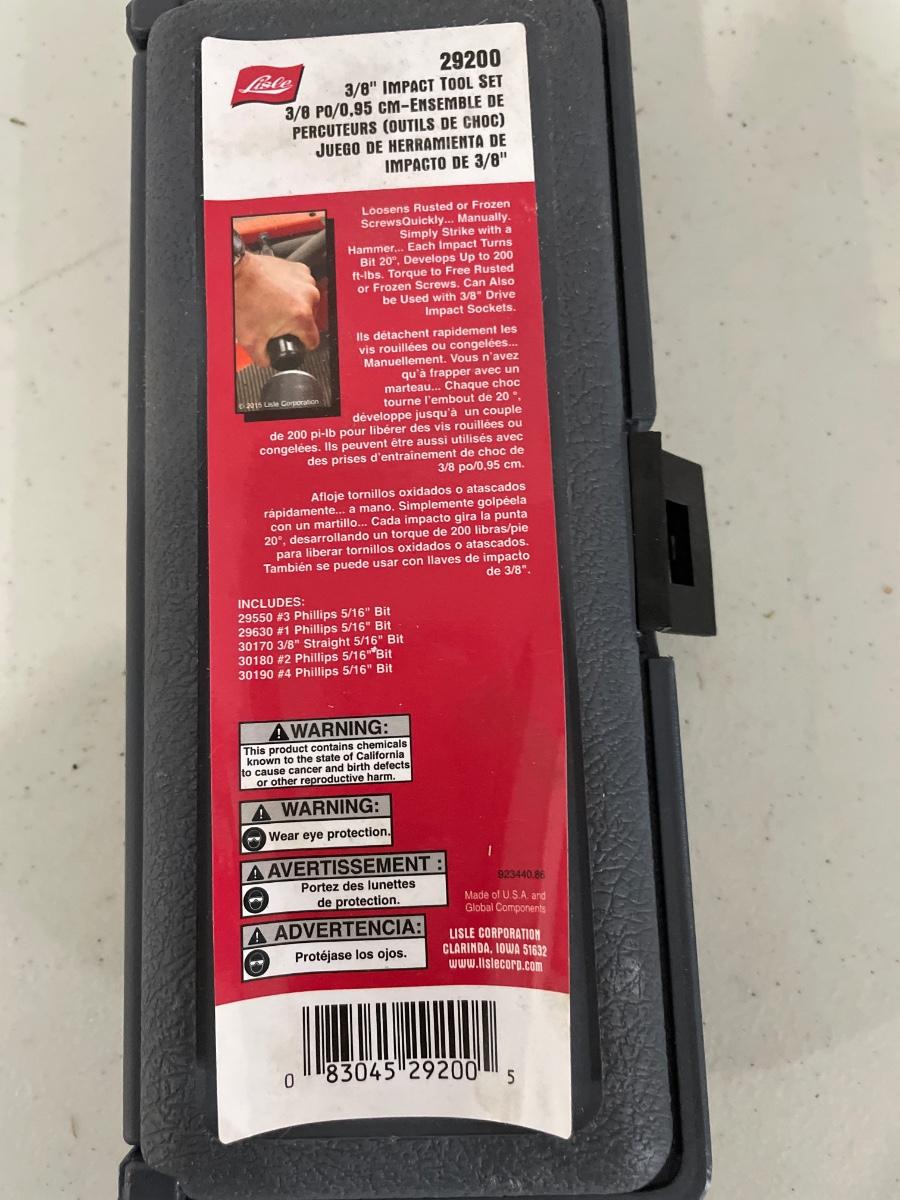 Lisle
29200
3/8" IMPACT TOOL SET
3/8 PO/0,95 CM-ENSEMBLE DE
PERCUTEURS (OUTILS DE CHOC)
JUEGO DE HERRAMIENTA DE
IMPACTO DE 3/8"
Loosens Rusted or Frozen
ScrewsQuickly... Manually.
Simply Strike with a
Hammer... Each Impact Turns
Bit 20°, Develops Up to 200
ft-lbs. Torque to Free Rusted
or Frozen Screws. Can Also
be Used with 3/8" Drive
Impact Sockets.
© 2015 Lisle Corporation
Ils détachent rapidement les
vis rouillées ou congelées...
Manuellement. Vous n'avez
qu'à frapper avec un
marteau... Chaque choc
tourne l'embout de 20 °,
développe jusqu'à un couple
de 200 pi-lb pour libérer des vis rouillées ou
congelées. Ils peuvent être aussi utilisés avec
des prises d'entraînement de choc de
3/8 po/0,95 cm.
Afloje tornillos oxidados o atascados
rápidamente... a mano. Simplemente golpéela
con un martillo... Cada impacto gira la punta
20°, desarrollando un torque de 200 libras/pie
para liberar tornillos oxidados o atascados.
También se puede usar con llaves de impacto
de 3/8".
INCLUDES:
29550 #3 Phillips 5/16" Bit
29630 #1 Phillips 5/16" Bit
30170 3/8" Straight 5/16" Bit
30180 #2 Phillips 5/16" Bit
30190 #4 Phillips 5/16" Bit
WARNING:
This product contains chemicals
known to the state of California
to cause cancer and birth defects
or other reproductive harm.
WARNING:
Wear eye protection.
AVERTISSEMENT :
Portez des lunettes
de protection.
ADVERTENCIA:
Protéjase los ojos.
923440.86
Made of U.S.A. and
Global Components
LISLE CORPORATION
CLARINDA, IOWA 51632
www.lislecorp.com
0 83045 29200 5